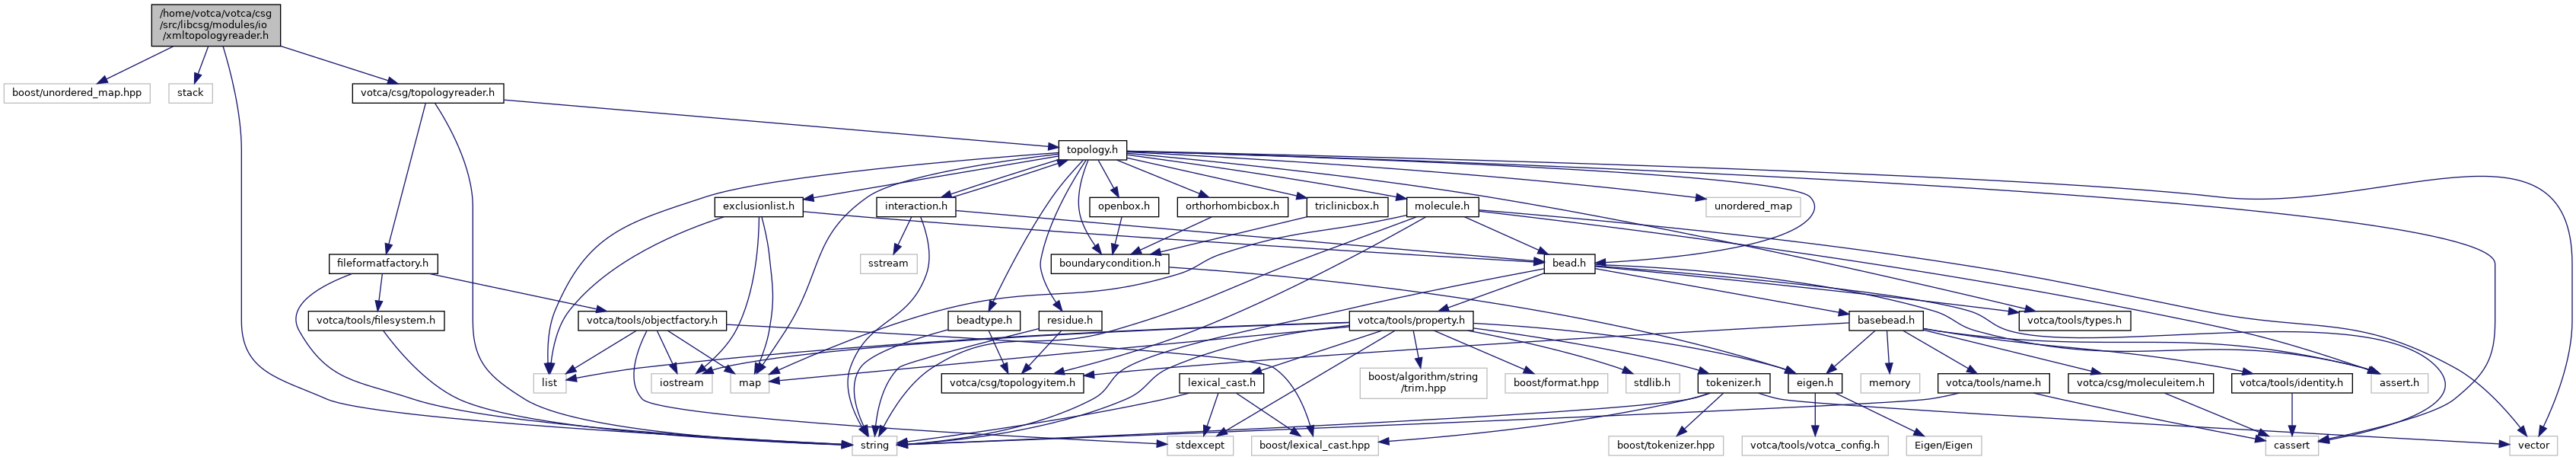 /home/votca/votca/csg
/src/libcsg/modules/io
/xmltopologyreader.h
boost/unordered_map.hpp
stack
votca/csg/topologyreader.h
topology.h
exclusionlist.h
interaction.h
openbox.h
orthorhombicbox.h
triclinicbox.h
molecule.h
unordered_map
fileformatfactory.h
sstream
boundarycondition.h
bead.h
votca/tools/filesystem.h
votca/tools/objectfactory.h
beadtype.h
residue.h
votca/tools/property.h
basebead.h
votca/tools/types.h
list
iostream
map
votca/csg/topologyitem.h
lexical_cast.h
boost/algorithm/string
/trim.hpp
boost/format.hpp
stdlib.h
tokenizer.h
eigen.h
memory
votca/tools/name.h
votca/csg/moleculeitem.h
votca/tools/identity.h
assert.h
string
stdexcept
boost/lexical_cast.hpp
boost/tokenizer.hpp
votca/tools/votca_config.h
Eigen/Eigen
cassert
vector